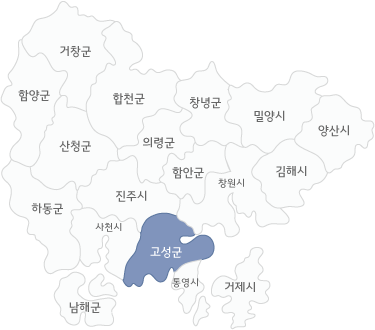 거창군
함양군
합천군
창녕군
밀양시
양산시
산청군
의령군
함안군
김해시
창원시
진주시
하동군
사천시
고성군
통영시
거제시
남해군